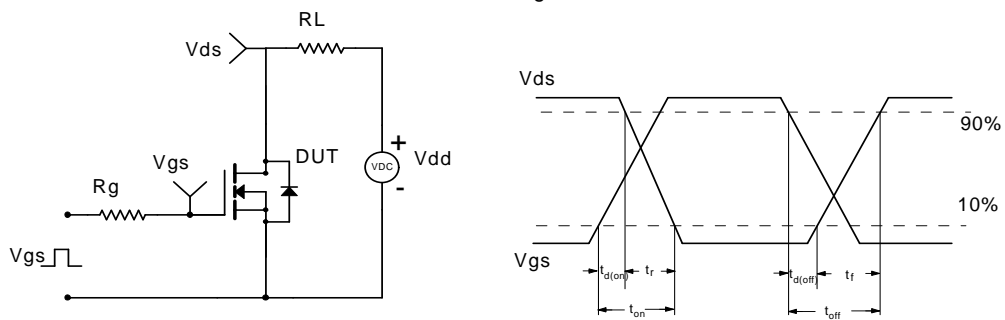 RL
Vds
Vgs
DUT
Rg
+
VDC
Vdd
-
Vgs
Vds
90%
10%
Vgs
td(on)
tr
td(off)
tf
ton
toff